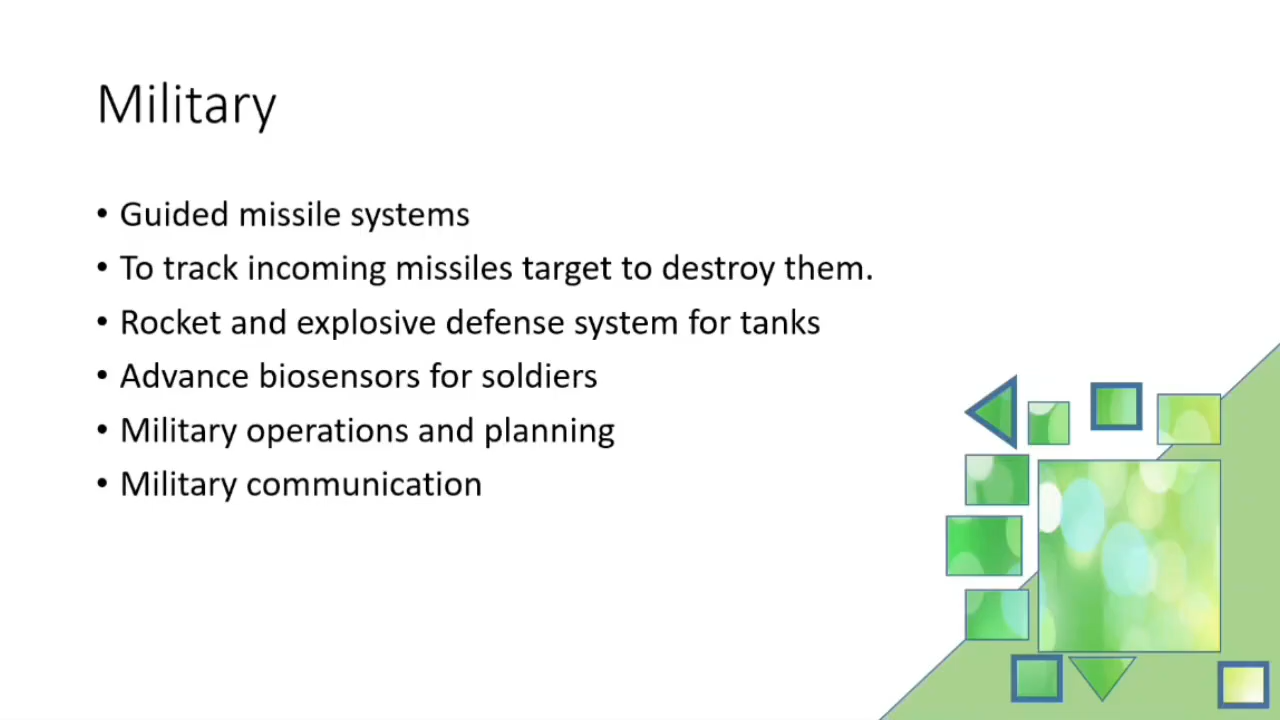 Military
• Guided missile systems
• To track incoming missiles target to destroy them.
• Rocket and explosive defense system for tanks
• Advance biosensors for soldiers
• Military operations and planning
• Military communication